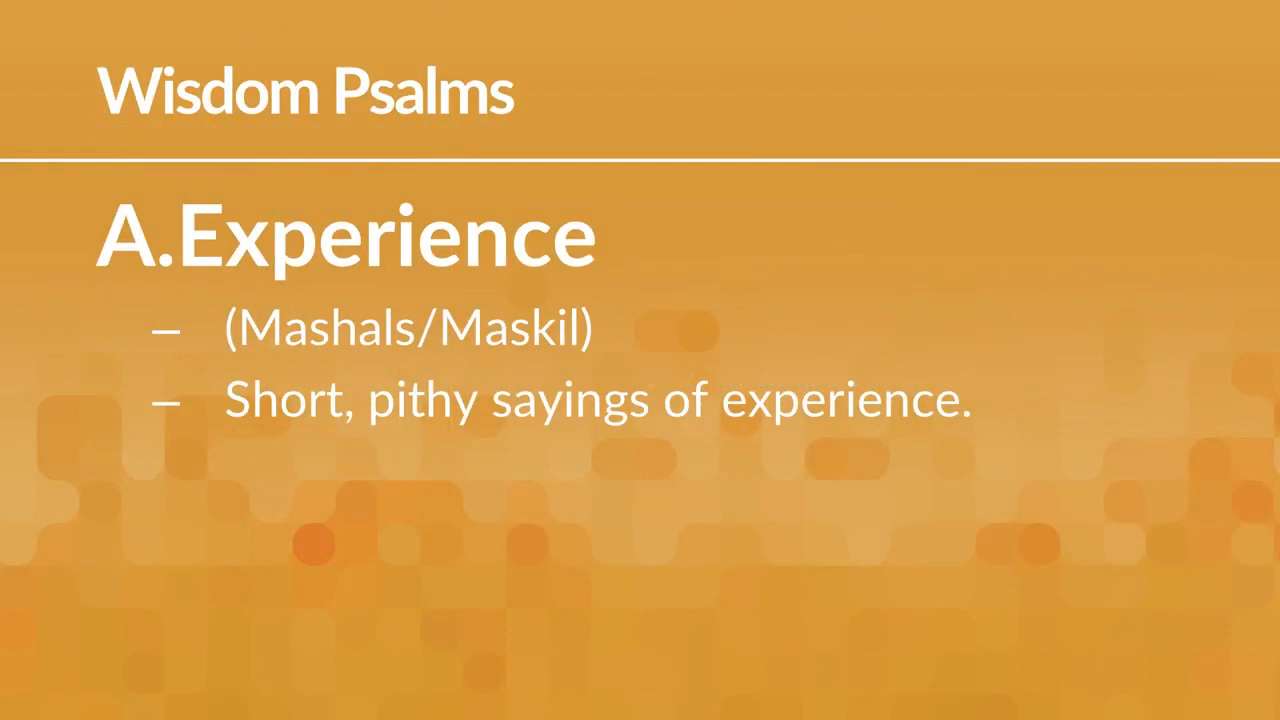 Wisdom Psalms
A.Experience
– (Mashals/Maskil)
– Short, pithy sayings of experience.